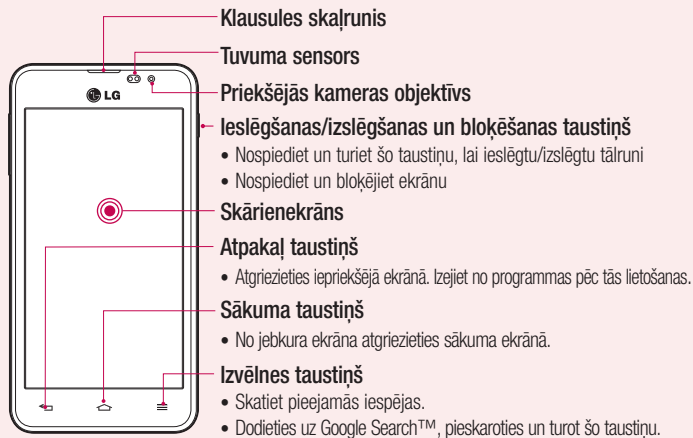 Klausules skaļrunis
Tuvuma sensors
Priekšējās kameras objektīvs
Ieslēgšanas/izslēgšanas un bloķēšanas taustiņš
• Nospiediet un turiet šo taustiņu, lai ieslēgtu/izslēgtu tālruni
• Nospiediet un bloķējiet ekrānu
LG
Skārienekrāns
Atpakaļ taustiņš
• Atgriezieties iepriekšējā ekrānā. Izejiet no programmas pēc tās lietošanas.
Sākuma taustiņš
• No jebkura ekrāna atgriezieties sākuma ekrānā.
Izvēlnes taustiņš
• Skatiet pieejamās iespējas.
• Dodieties uz Google Search™, pieskaroties un turot šo taustiņu.